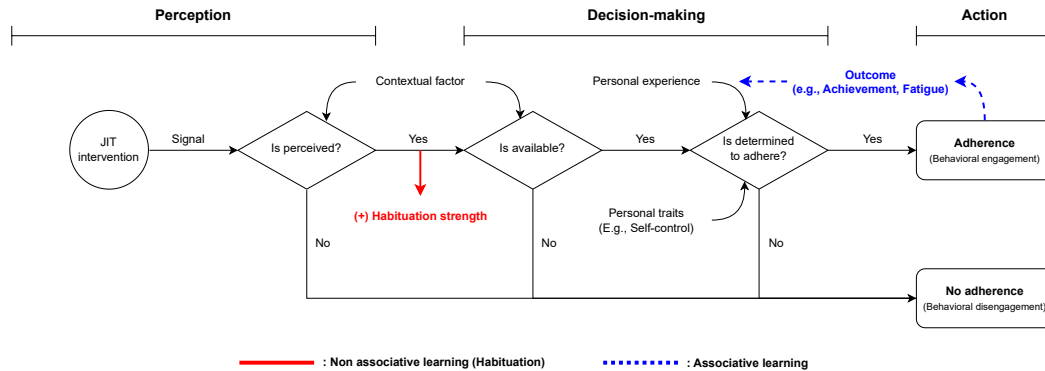 Perception
Decision-making
Action
Contextual factor
Personal experience
Outcome
(e.g., Achievement, Fatigue)
JIT
intervention
Signal
Is perceived?
Yes
Is available?
Yes
Is determined
to adhere?
Yes
Adherence
(Behavioral engagement)
(+) Habituation strength
Personal traits
(E.g., Self-control)
No
No
No
No adherence
(Behavioral disengagement)
: Non associative learning (Habituation)
: Associative learning